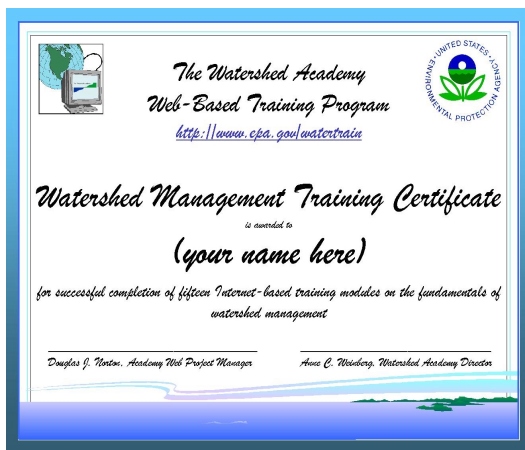 UNITED STATES
ENVIRONMENTAL PROTECTION AGENCY
The Watershed Academy
Web-Based Training Program
http://www.epa.gov/watertrain
Watershed Management Training Certificate
is awarded to
(your name here)
for successful completion of fifteen Internet-based training modules on the fundamentals of
watershed management
Douglas J. Norton, Academy Web Project Manager
Anne C. Weinberg, Watershed Academy Director